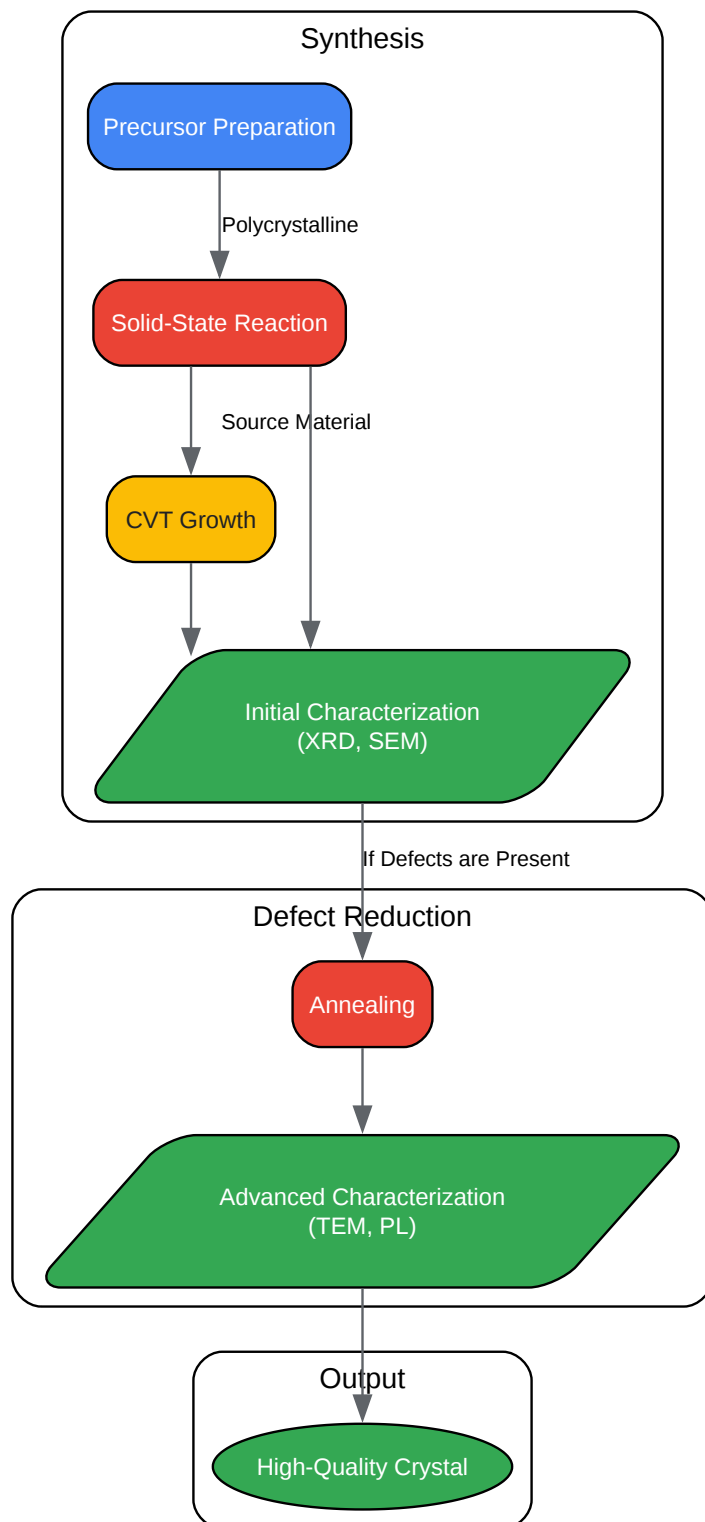 Synthesis
Precursor Preparation
Polycrystalline
Solid-State Reaction
Source Material
CVT Growth
Initial Characterization
(XRD, SEM)
If Defects are Present
Defect Reduction
Annealing
Advanced Characterization
(TEM, PL)
Output
High-Quality Crystal